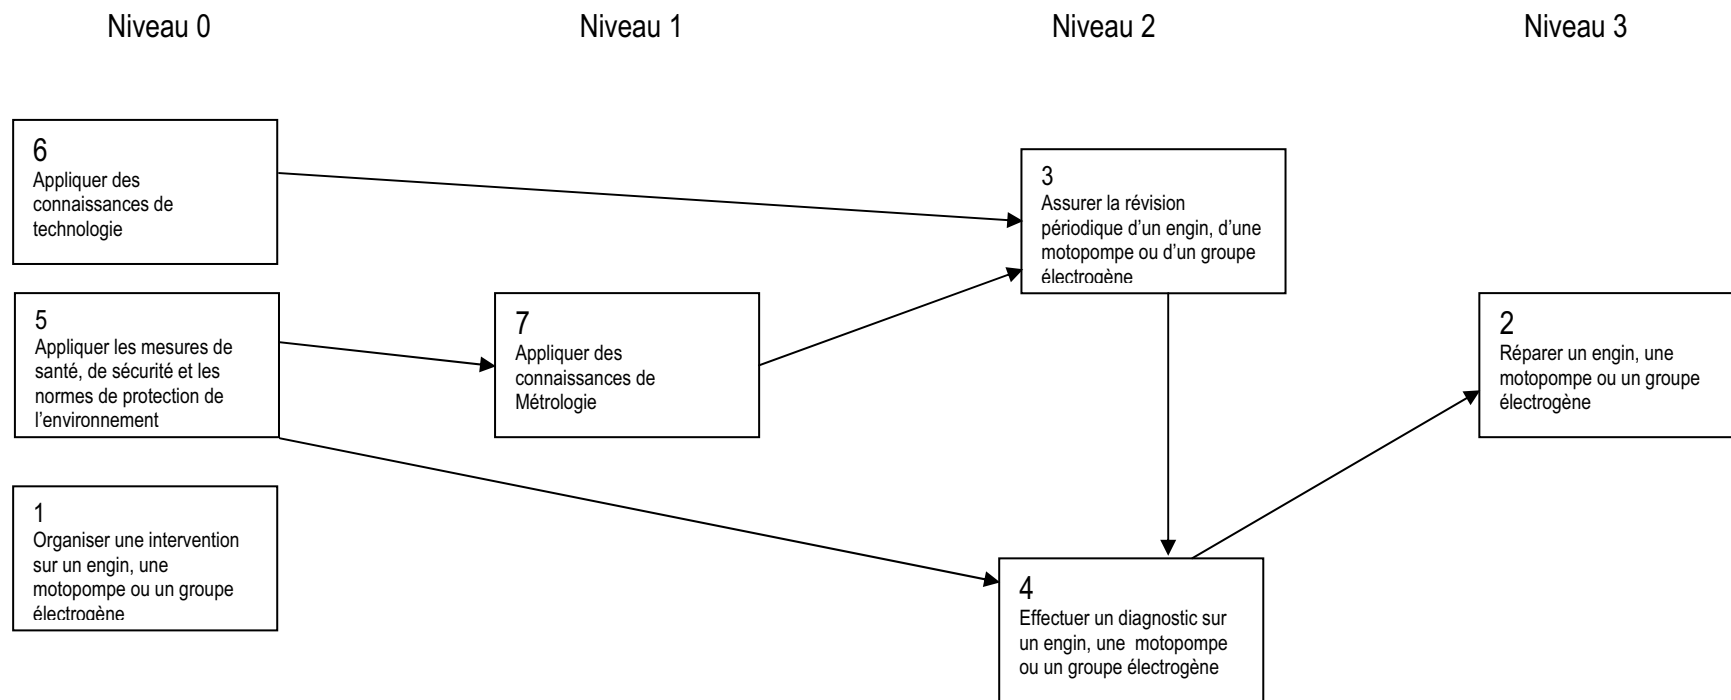 Niveau 0
Niveau 1
Niveau 2
Niveau 3
6
Appliquer des
connaissances de
technologie
3
Assurer la révision
périodique d'un engin, d'une
motopompe ou d'un groupe
électrogène
5
Appliquer les mesures de
santé, de sécurité et les
normes de protection de
l'environnement
7
Appliquer des
connaissances de
Métrologie
2
Réparer un engin, une
motopompe ou un groupe
électrogène
1
Organiser une intervention
sur un engin, une
motopompe ou un groupe
électrogène
4
Effectuer un diagnostic sur
un engin, une motopompe
ou un groupe électrogène